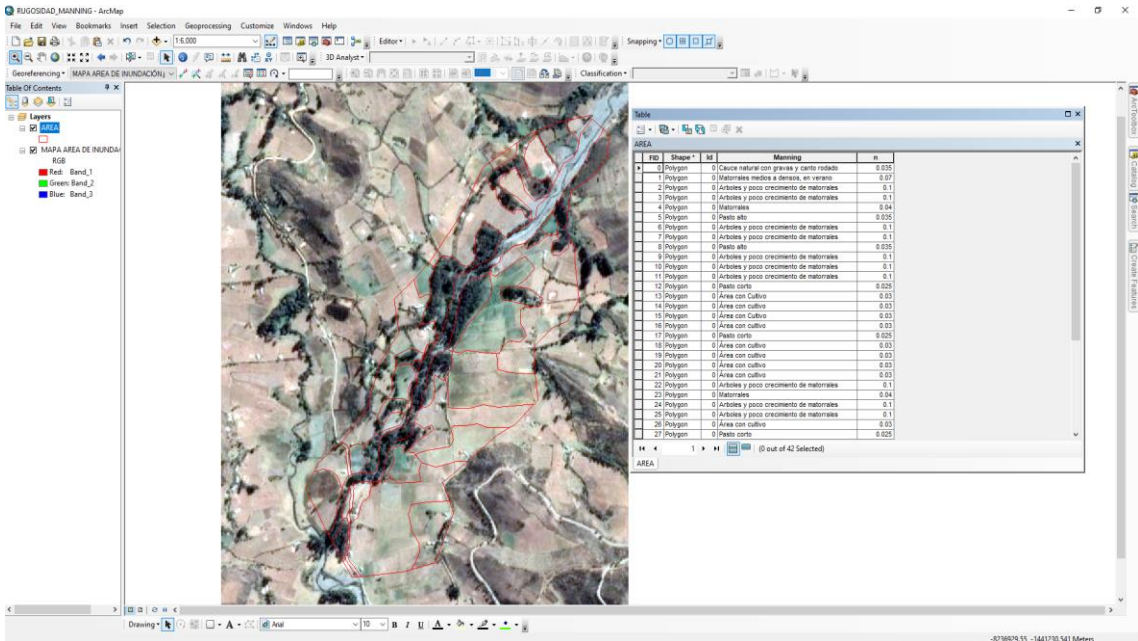 RUGOSIDAD_MANNING - ArcMap
File Edit View Bookmarks Insert Selection Geoprocessing Customize Windows Help
1:6,000 Editor Snapping
3D Analyst
Georeferencing MAPA AREA DE INUNDACIÓN Classification
Table Of Contents
Layers
AREA
MAPA AREA DE INUNDA
RGB
Red: Band_1
Green: Band_2
Blue: Band_3
Table
AREA
FID Shape * Id Manning n
0 Polygon 0 Cauce natural con gravas y canto rodado 0.035
1 Polygon 0 Matorrales medios a densos, en verano 0.07
2 Polygon 0 Arboles y poco crecimiento de matorrales 0.1
3 Polygon 0 Arboles y poco crecimiento de matorrales 0.1
4 Polygon 0 Matorrales 0.04
5 Polygon 0 Pasto alto 0.035
6 Polygon 0 Arboles y poco crecimiento de matorrales 0.1
7 Polygon 0 Arboles y poco crecimiento de matorrales 0.1
8 Polygon 0 Pasto alto 0.035
9 Polygon 0 Arboles y poco crecimiento de matorrales 0.1
10 Polygon 0 Arboles y poco crecimiento de matorrales 0.1
11 Polygon 0 Arboles y poco crecimiento de matorrales 0.1
12 Polygon 0 Pasto corto 0.025
13 Polygon 0 Área con Cultivo 0.03
14 Polygon 0 Área con Cultivo 0.03
15 Polygon 0 Área con cultivo 0.03
16 Polygon 0 Área con cultivo 0.03
17 Polygon 0 Pasto corto 0.025
18 Polygon 0 Área con cultivo 0.03
19 Polygon 0 Área con cultivo 0.03
20 Polygon 0 Área con cultivo 0.03
21 Polygon 0 Área con cultivo 0.03
22 Polygon 0 Arboles y poco crecimiento de matorrales 0.1
23 Polygon 0 Matorrales 0.04
24 Polygon 0 Arboles y poco crecimiento de matorrales 0.1
25 Polygon 0 Arboles y poco crecimiento de matorrales 0.1
26 Polygon 0 Área con cultivo 0.03
27 Polygon 0 Pasto corto 0.025
1 (0 out of 42 Selected)
AREA
ArcToolbox
Catalog
Search
Create Features
Drawing A Arial 10 B I U A
-8236929.55 -1441230.541 Meters